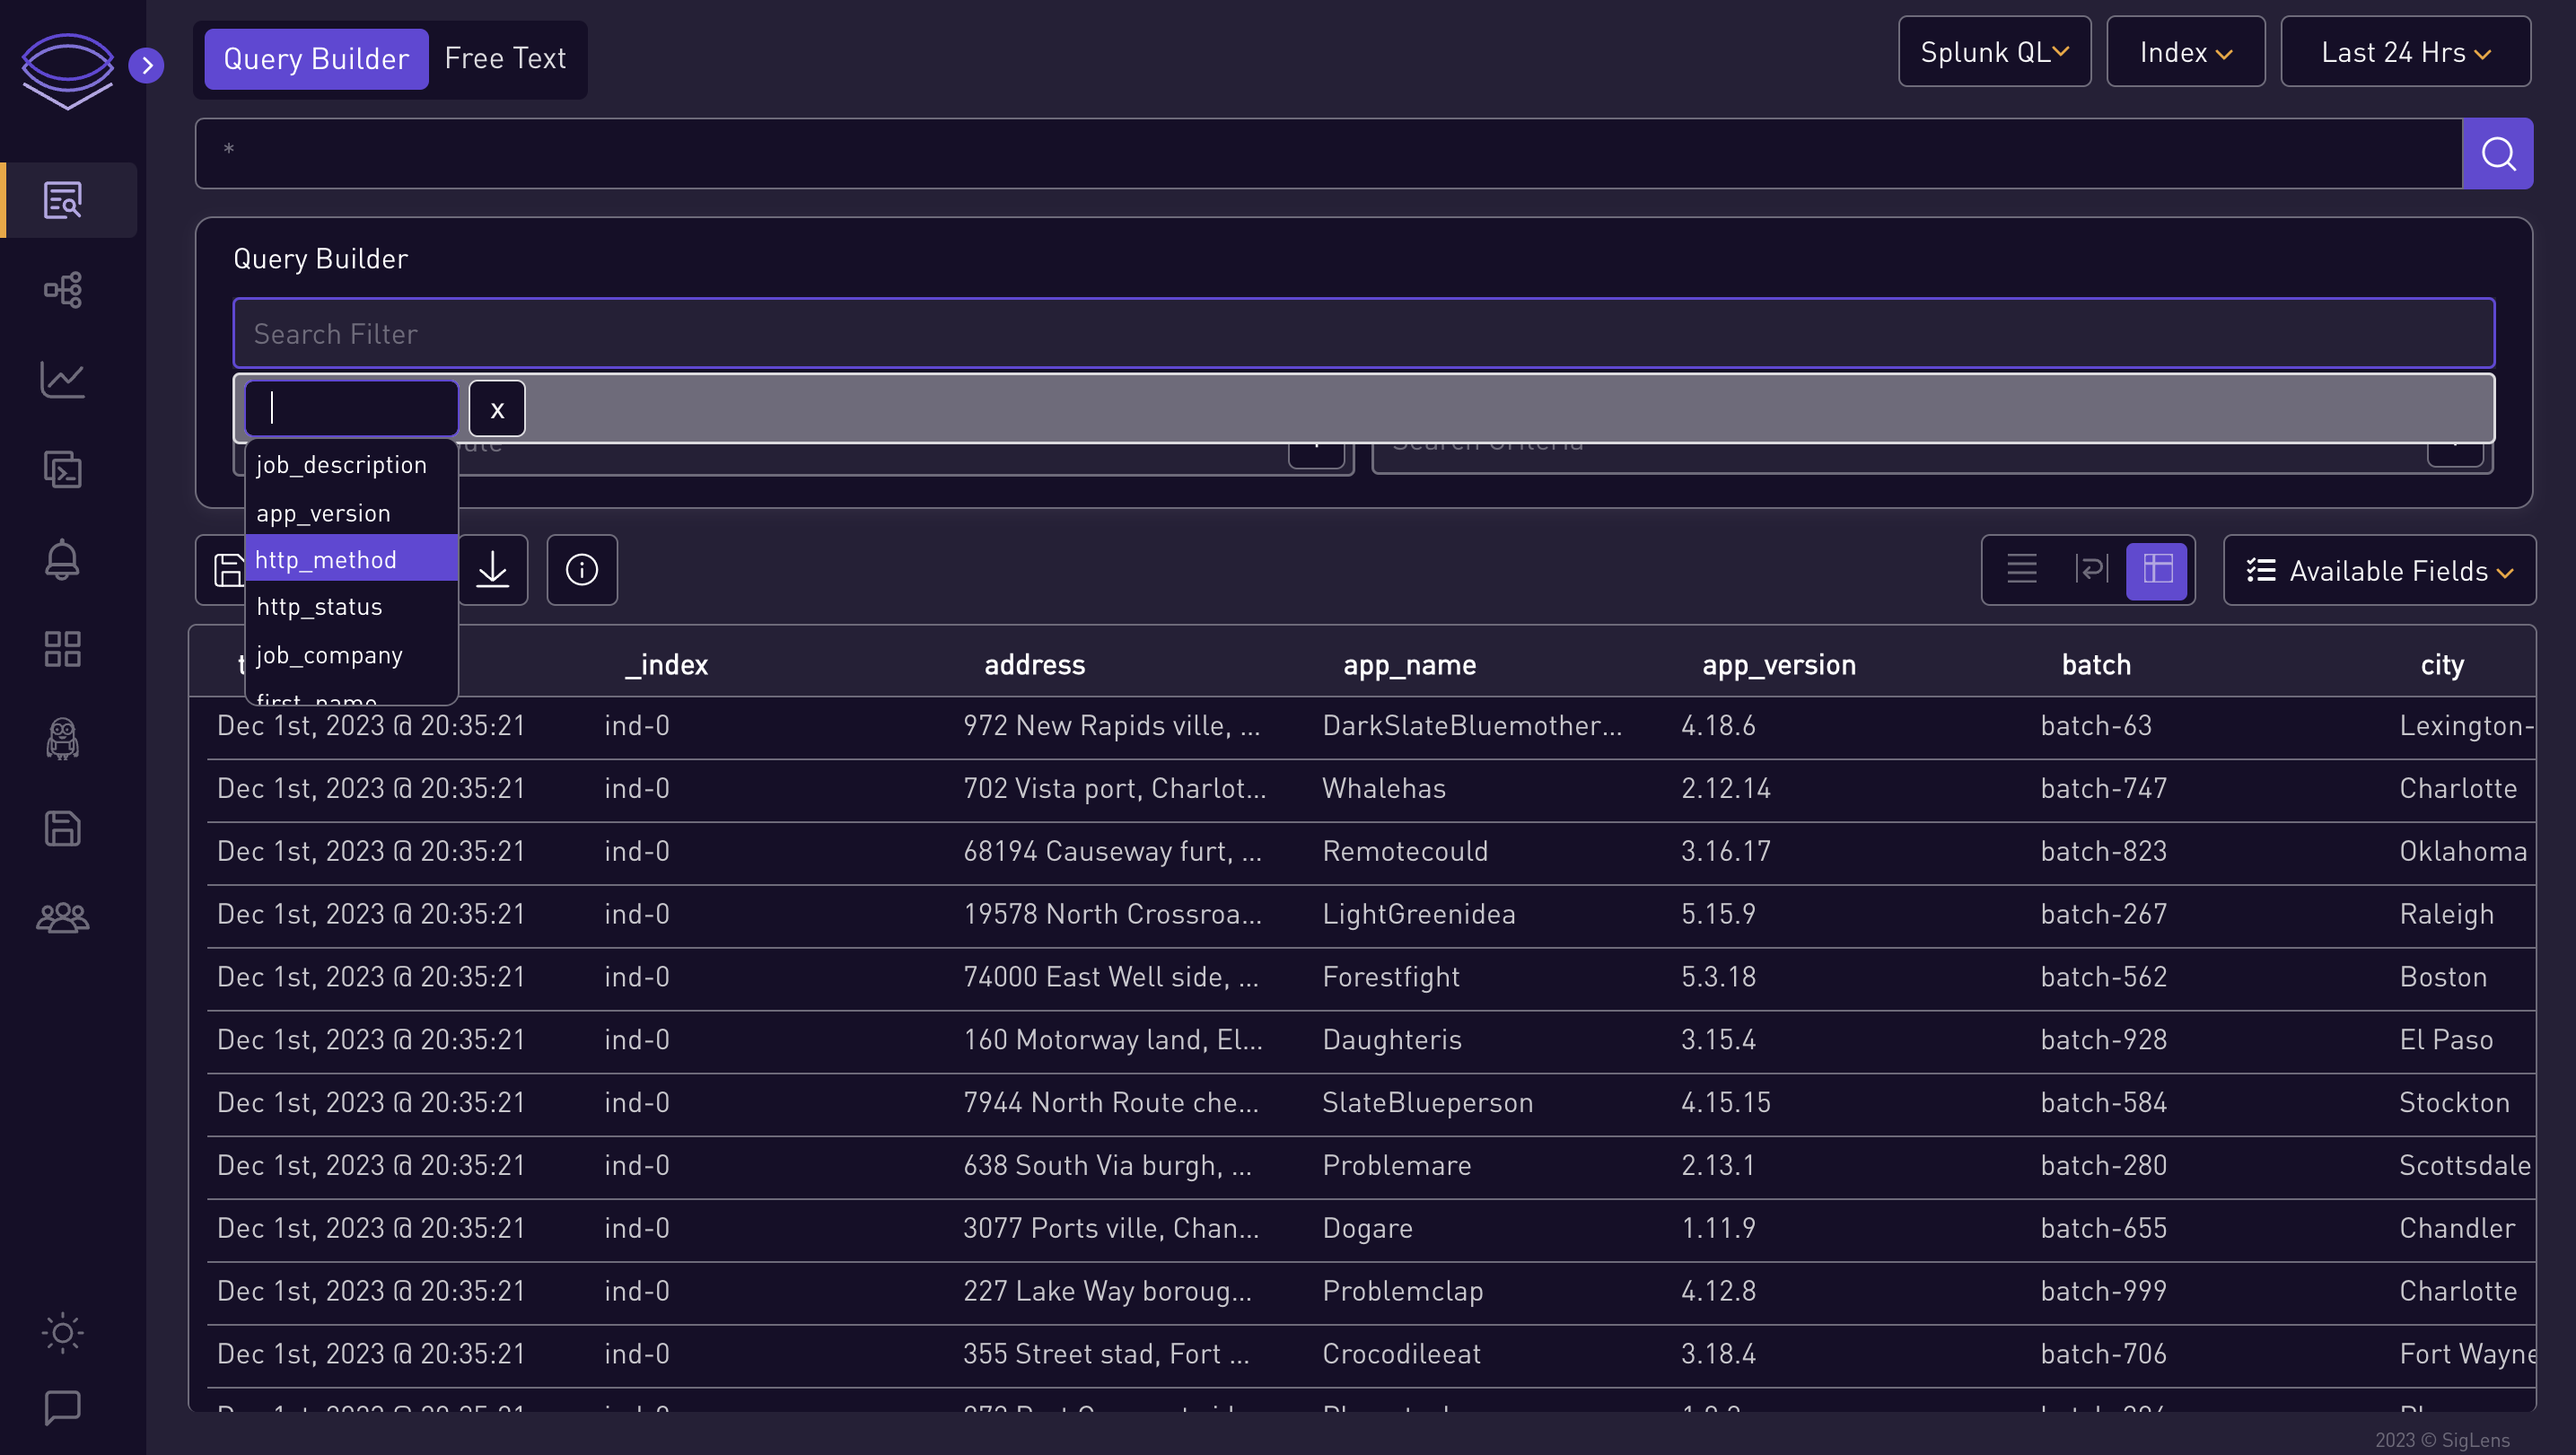 Query Builder Free Text Splunk QL Index Last 24 Hrs
*
Query Builder
Search Filter
x
Search Criteria
job_description
app_version
http_method
http_status
job_company
first_name
Available Fields
_index address app_name app_version batch city
Dec 1st, 2023 @ 20:35:21 ind-0 972 New Rapids ville, ... DarkSlateBluemother... 4.18.6 batch-63 Lexington-
Dec 1st, 2023 @ 20:35:21 ind-0 702 Vista port, Charlot... Whalehas 2.12.14 batch-747 Charlotte
Dec 1st, 2023 @ 20:35:21 ind-0 68194 Causeway furt, ... Remotecould 3.16.17 batch-823 Oklahoma
Dec 1st, 2023 @ 20:35:21 ind-0 19578 North Crossroa... LightGreenidea 5.15.9 batch-267 Raleigh
Dec 1st, 2023 @ 20:35:21 ind-0 74000 East Well side, ... Forestfight 5.3.18 batch-562 Boston
Dec 1st, 2023 @ 20:35:21 ind-0 160 Motorway land, El... Daughteris 3.15.4 batch-928 El Paso
Dec 1st, 2023 @ 20:35:21 ind-0 7944 North Route che... SlateBlueperson 4.15.15 batch-584 Stockton
Dec 1st, 2023 @ 20:35:21 ind-0 638 South Via burgh, ... Problemare 2.13.1 batch-280 Scottsdale
Dec 1st, 2023 @ 20:35:21 ind-0 3077 Ports ville, Chan... Dogare 1.11.9 batch-655 Chandler
Dec 1st, 2023 @ 20:35:21 ind-0 227 Lake Way boroug... Problemclap 4.12.8 batch-999 Charlotte
Dec 1st, 2023 @ 20:35:21 ind-0 355 Street stad, Fort ... Crocodileeat 3.18.4 batch-706 Fort Wayne
Dec 1st, 2023 @ 20:35:21 ind-0
2023 © SigLens